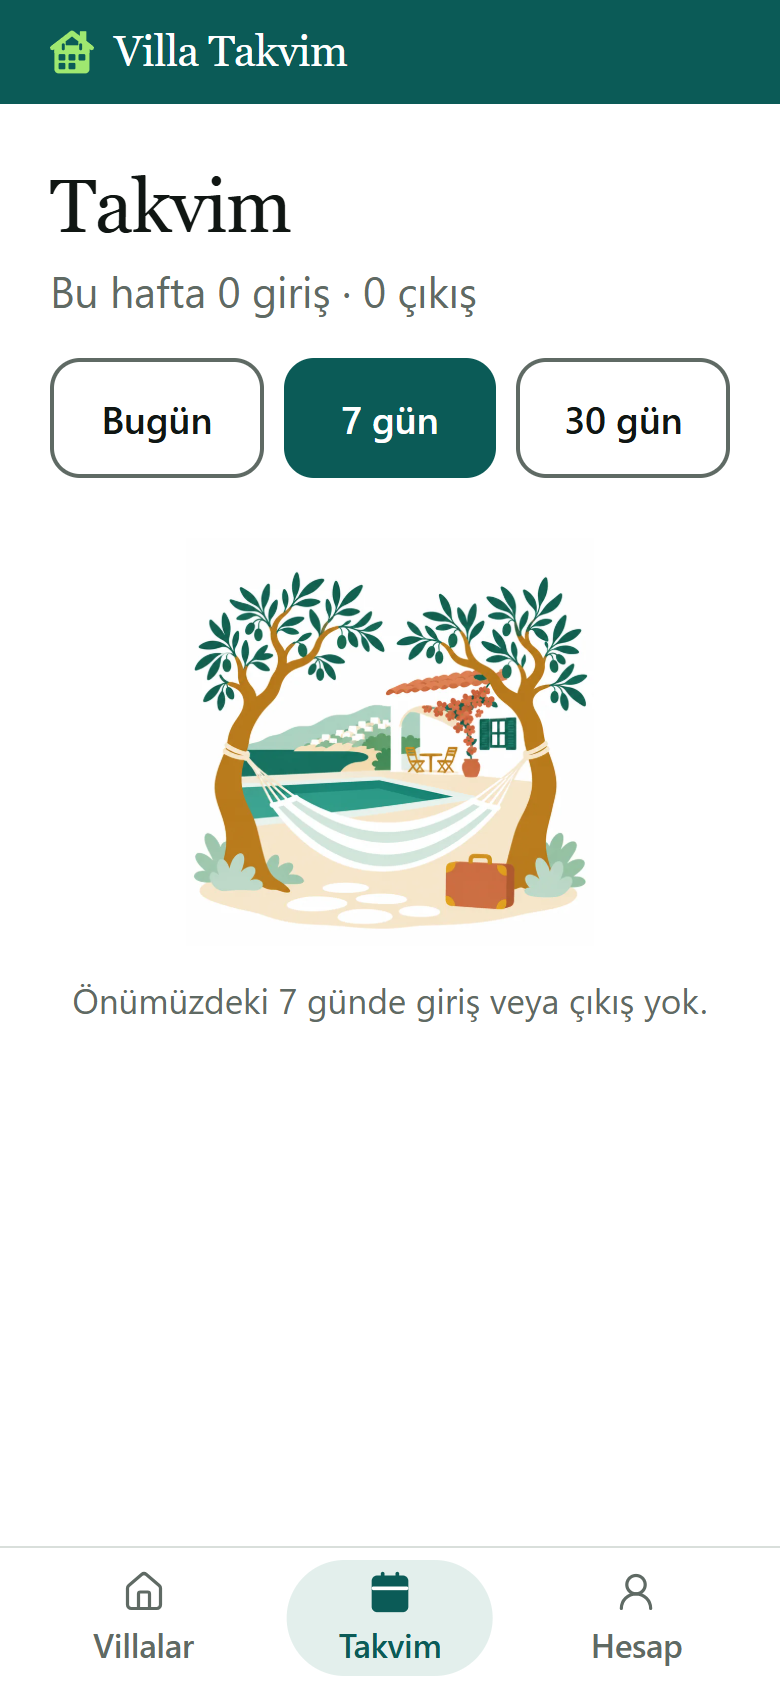 Villa Takvim
Takvim
Bu hafta 0 giriş · 0 çıkış
Bugün
7 gün
30 gün
Önümüzdeki 7 günde giriş veya çıkış yok.
Villalar
Takvim
Hesap